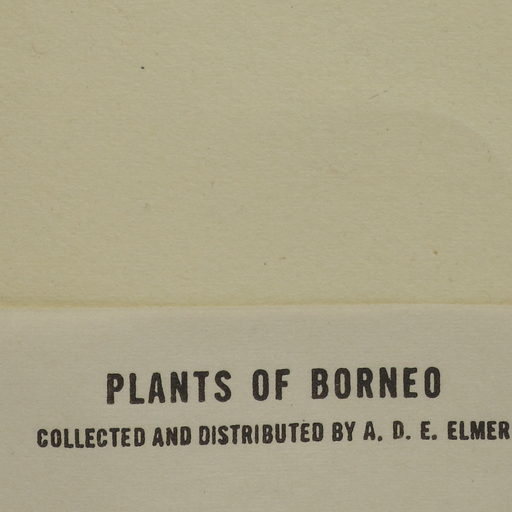 PLANTS OF BORNEO
COLLECTED AND DISTRIBUTED BY A. D. E. ELMER